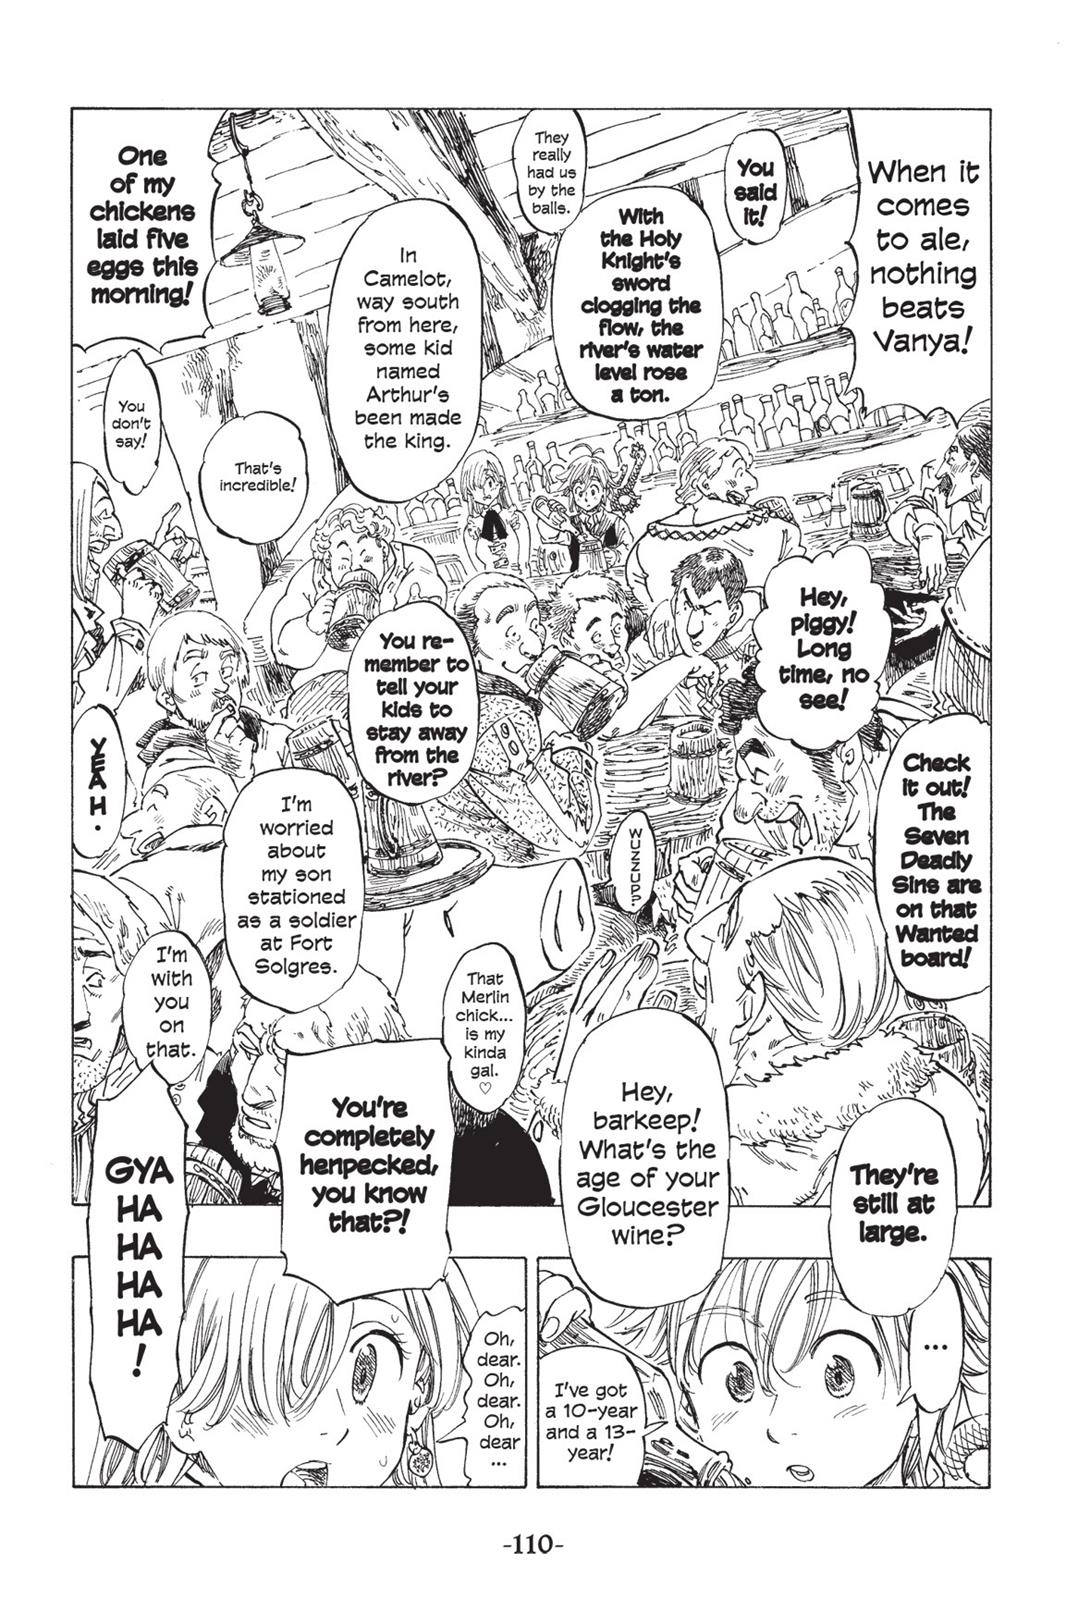 One
of my
chickens
laid five
eggs this
morning!
They
really
had us
by the
balls.
You
said
it!
When it
comes
to ale,
nothing
beats
Vanya!
In
Camelot,
way south
from here,
some kid
named
Arthur's
been made
the king.
With
the Holy
Knight's
sword
clogging the
flow, the
river's water
level rose
a ton.
You
don't
say!
That's
incredible!
Hey,
piggy!
Long
time, no
see!
You re-
member to
tell your
kids to
stay away
from the
river?
YEAH.
I'm
worried
about
my son
stationed
as a soldier
at Fort
Solgres.
WUZZUP?
Check
it out!
The
Seven
Deadly
Sins are
on that
Wanted
board!
I'm
with
you
on
that.
That
Merlin
chick...
is my
kinda
gal.
♡
You're
completely
henpecked,
you know
that?!
Hey,
barkeep!
What's the
age of your
Gloucester
wine?
They're
still at
large.
GYA
HA
HA
HA
HA
!
Oh,
dear.
Oh,
dear.
Oh,
dear
...
I've got
a 10-year
and a 13-
year!
...
-110-